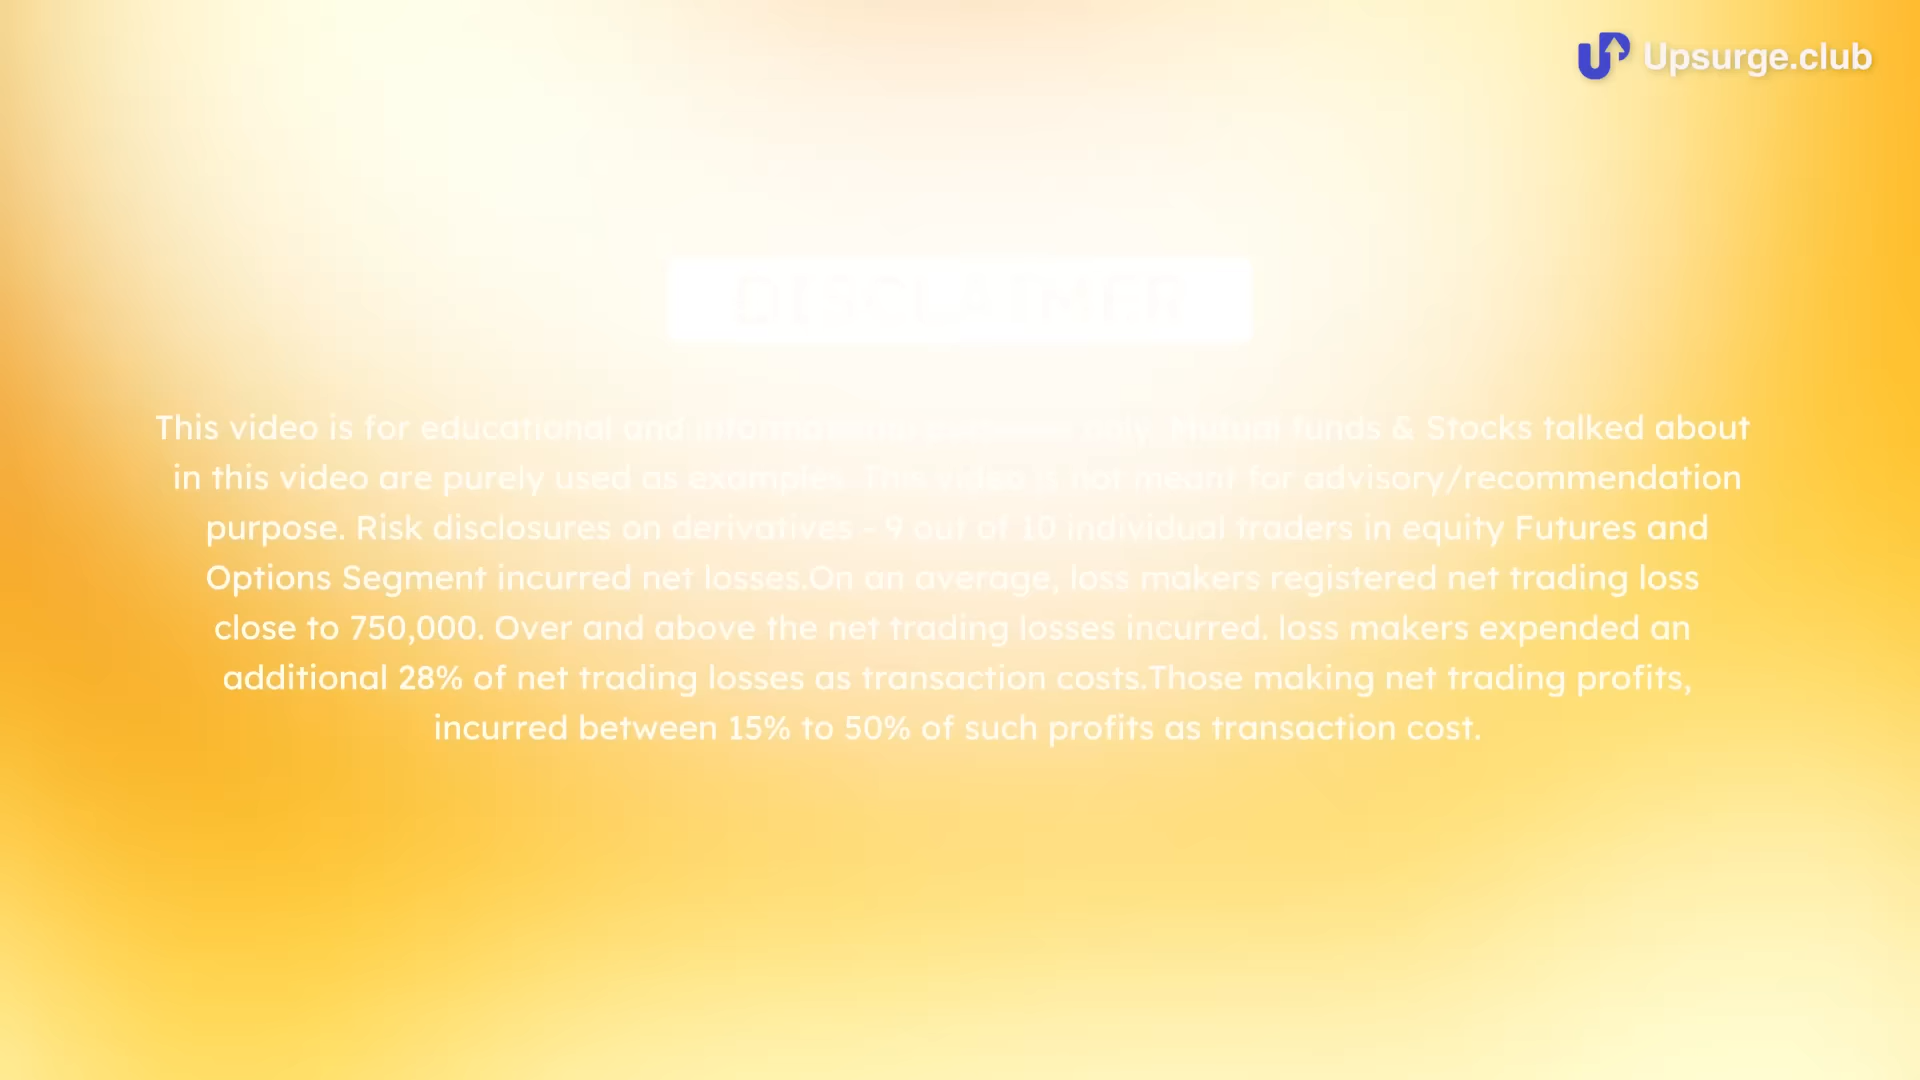 Upsurge.club
DISCLAIMER
This video is for educational and informational purposes only. Mutual funds & Stocks talked about
in this video are purely used as examples. This video is not meant for advisory/recommendation
purpose. Risk disclosures on derivatives - 9 out of 10 individual traders in equity Futures and
Options Segment incurred net losses.On an average, loss makers registered net trading loss
close to 750,000. Over and above the net trading losses incurred. loss makers expended an
additional 28% of net trading losses as transaction costs.Those making net trading profits,
incurred between 15% to 50% of such profits as transaction cost.